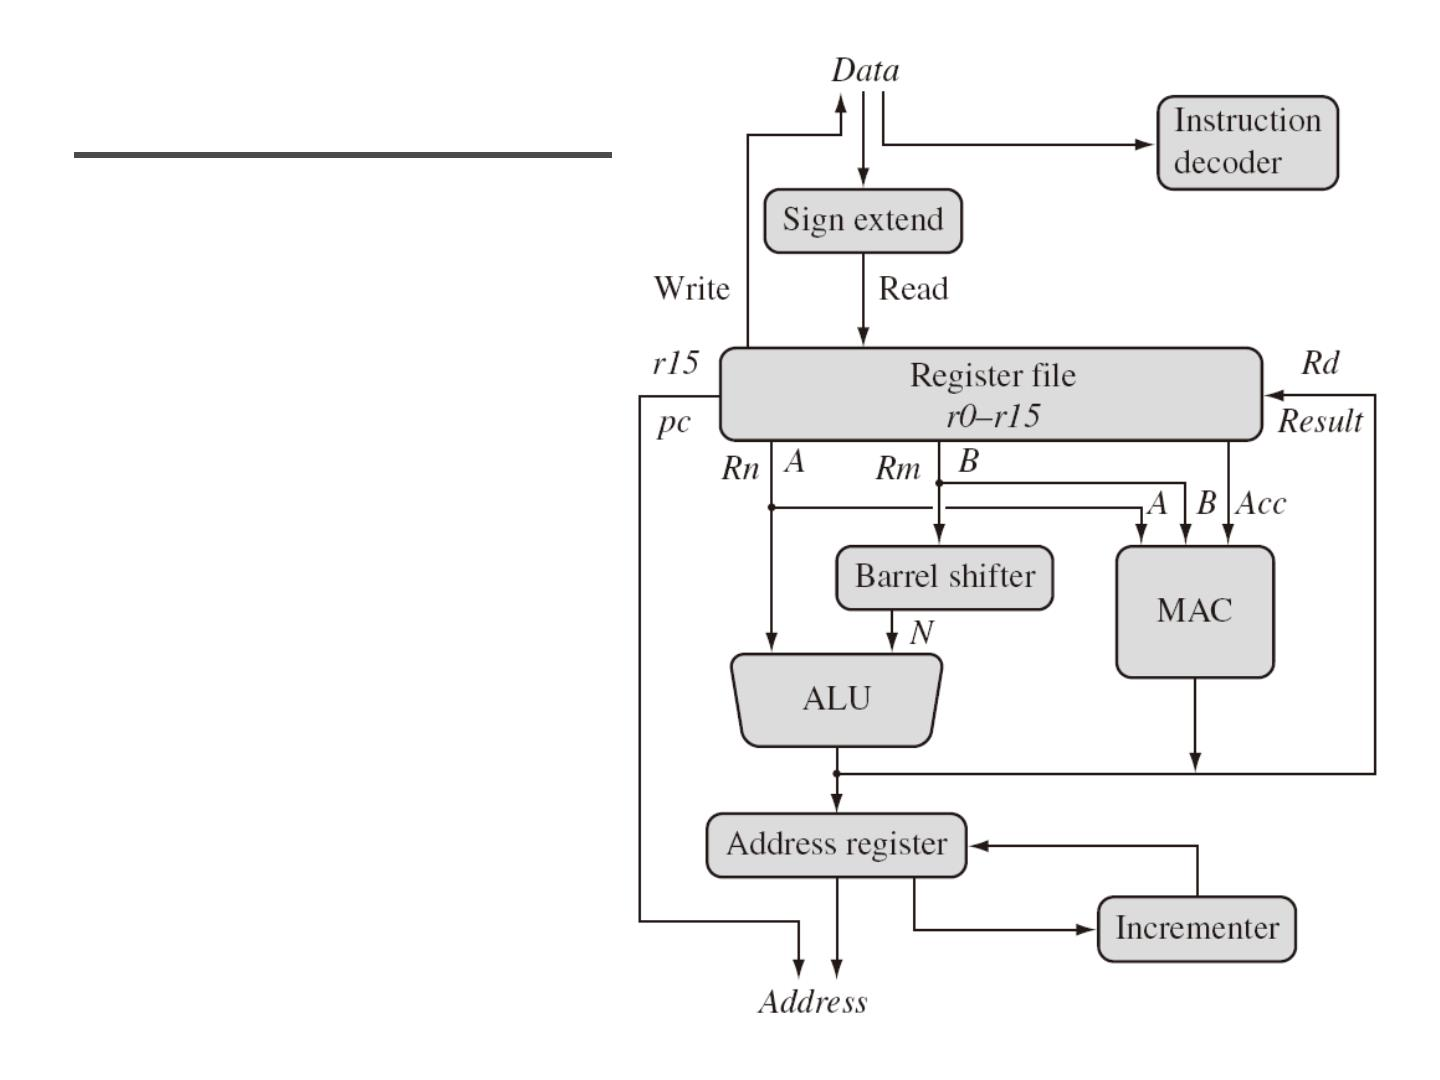 Data
Instruction
decoder
Sign extend
Write
Read
r15
Register file
Rd
pc
r0–r15
Result
Rn
A
Rm
B
A
B
Acc
Barrel shifter
MAC
N
ALU
Address register
Incrementer
Address